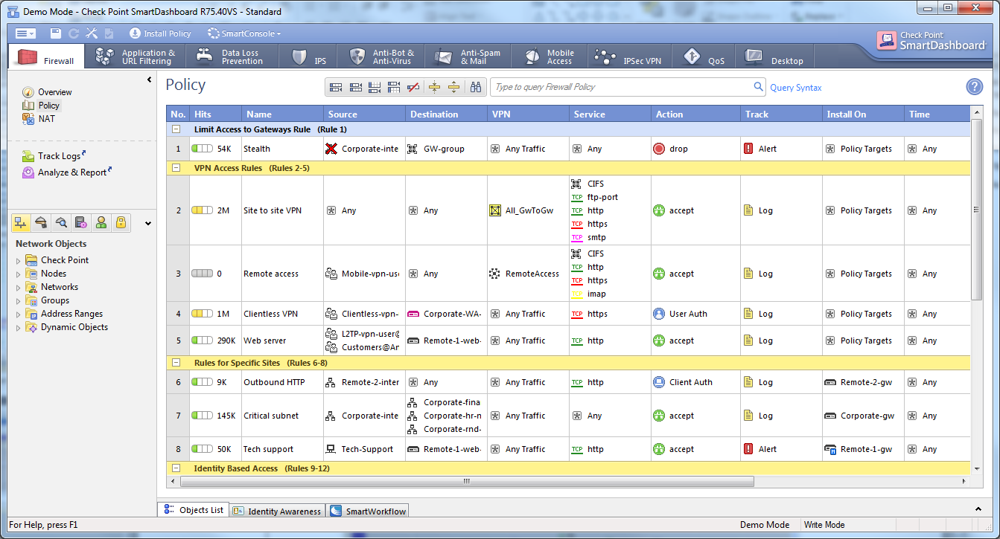 Demo Mode - Check Point SmartDashboard R75.40VS - Standard
Install Policy SmartConsole
Check Point
SmartDashboard
Firewall
Application &
URL Filtering
Data Loss
Prevention
IPS
Anti-Bot &
Anti-Virus
Anti-Spam
& Mail
Mobile
Access
IPSec VPN
QoS
Desktop
Overview
Policy
NAT
Track Logs
Analyze & Report
Network Objects
Check Point
Nodes
Networks
Groups
Address Ranges
Dynamic Objects
Policy
Type to query Firewall Policy
Query Syntax
No. Hits Name Source Destination VPN Service Action Track Install On Time
Limit Access to Gateways Rule (Rule 1)
1 54K Stealth Corporate-inte GW-group Any Traffic Any drop Alert Policy Targets Any
VPN Access Rules (Rules 2-5)
CIFS
ftp-port
2 2M Site to site VPN Any Any All_GwToGw TCP http accept Log Policy Targets Any
TCP https
TCP smtp
CIFS
TCP http
3 0 Remote access Mobile-vpn-us Any RemoteAccess TCP https accept Log Policy Targets Any
TCP imap
4 1M Clientless VPN Clientless-vpn- Corporate-WA- Any Traffic TCP https User Auth Log Policy Targets Any
5 290K Web server L2TP-vpn-user@ Remote-1-web- Any Traffic TCP http accept Log Policy Targets Any
Customers@An
Rules for Specific Sites (Rules 6-8)
6 9K Outbound HTTP Remote-2-inter Any Any Traffic TCP http Client Auth Log Remote-2-gw Any
Corporate-fina
7 145K Critical subnet Corporate-inte Corporate-hr-n Any Traffic Any accept Log Corporate-gw Any
Corporate-rnd-
8 50K Tech support Tech-Support Remote-1-web- Any Traffic TCP http accept Alert Remote-1-gw Any
Identity Based Access (Rules 9-12)
Objects List Identity Awareness SmartWorkflow
For Help, press F1
Demo Mode Write Mode